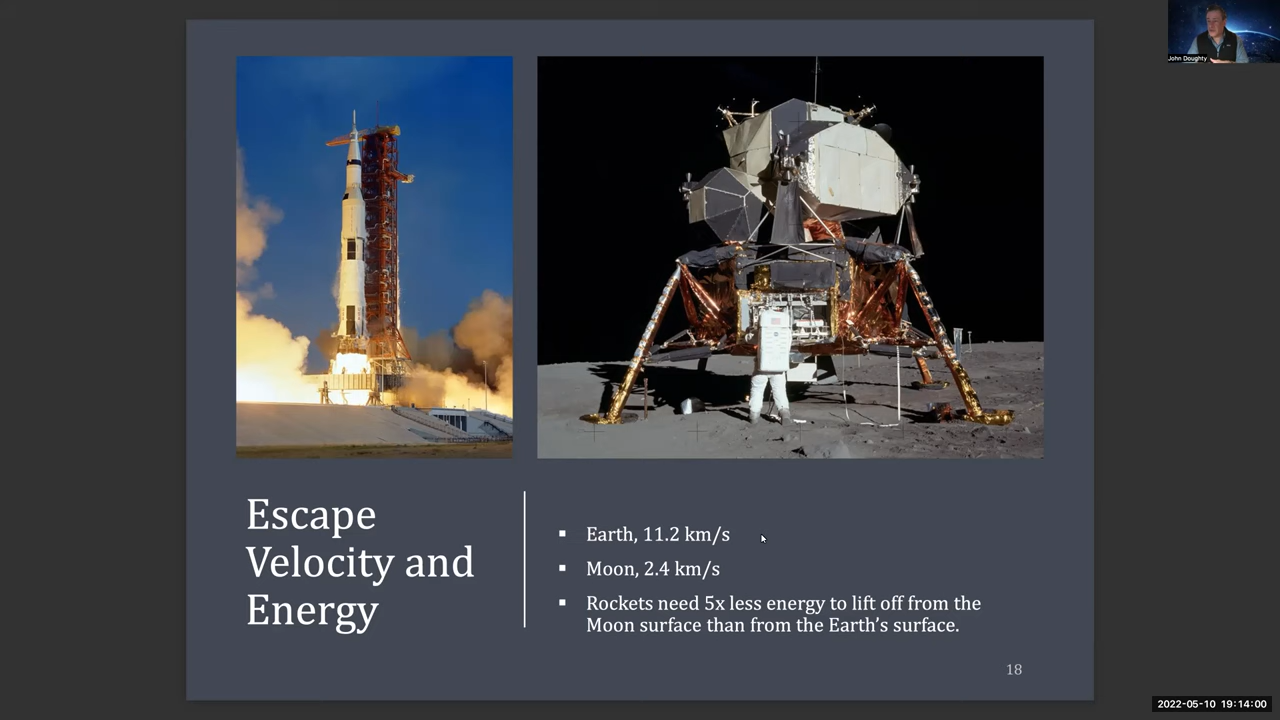 John Doughty
Escape
Velocity and
Energy
▪ Earth, 11.2 km/s
▪ Moon, 2.4 km/s
▪ Rockets need 5x less energy to lift off from the
Moon surface than from the Earth’s surface.
18
2022-05-10 19:14:00